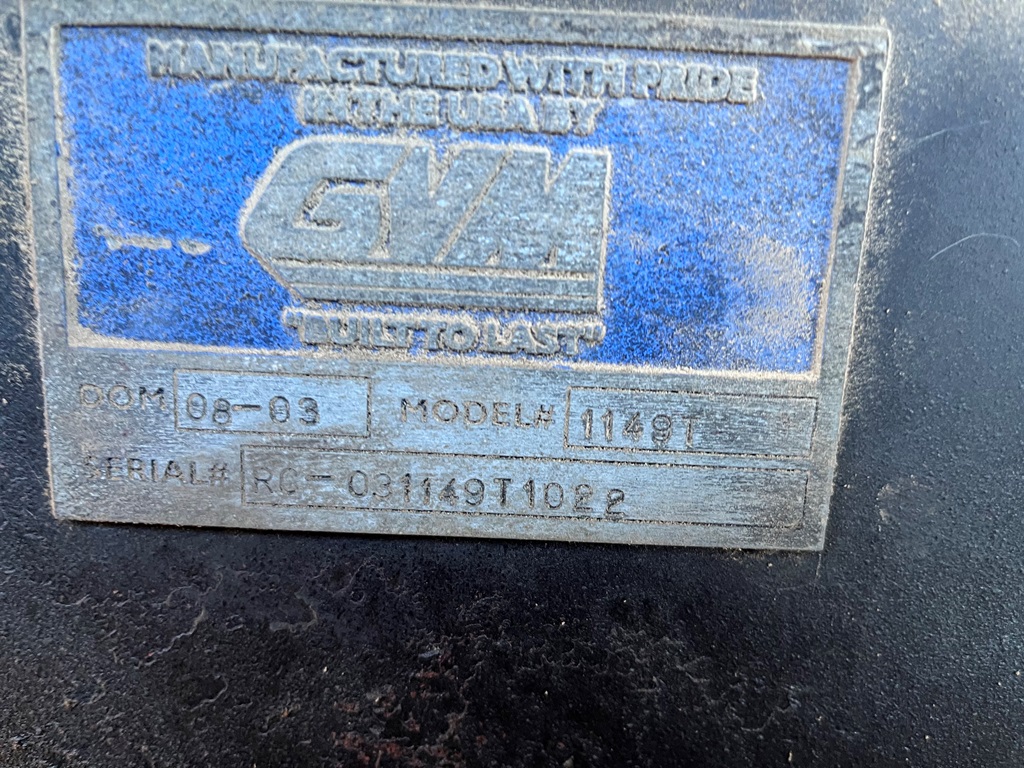 MANUFACTURED WITH PRIDE
IN THE USA BY
GVM
"BUILT TO LAST"
DOM 08-03 MODEL# 1149T
SERIAL# RC-031149T1022